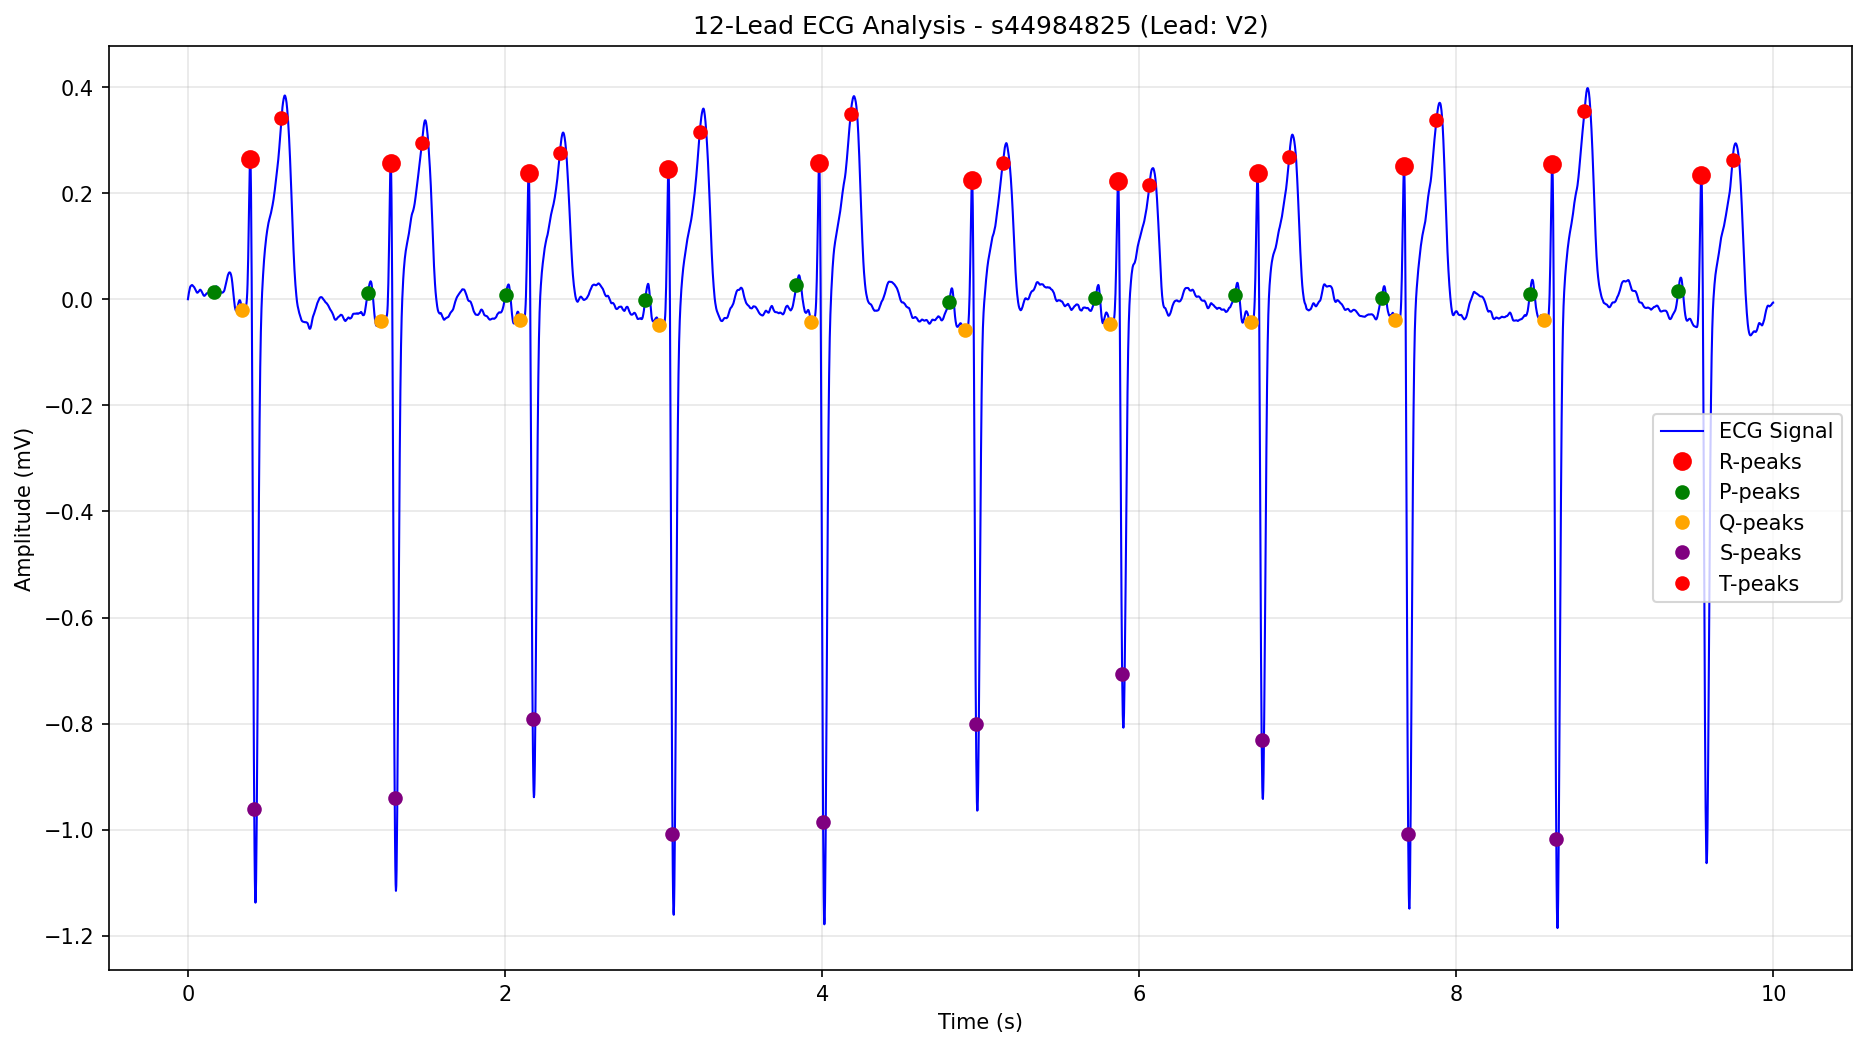 12-Lead ECG Analysis - s44984825 (Lead: V2)
Amplitude (mV)
0.4
0.2
0.0
−0.2
−0.4
−0.6
−0.8
−1.0
−1.2
ECG Signal
R-peaks
P-peaks
Q-peaks
S-peaks
T-peaks
0 2 4 6 8 10
Time (s)